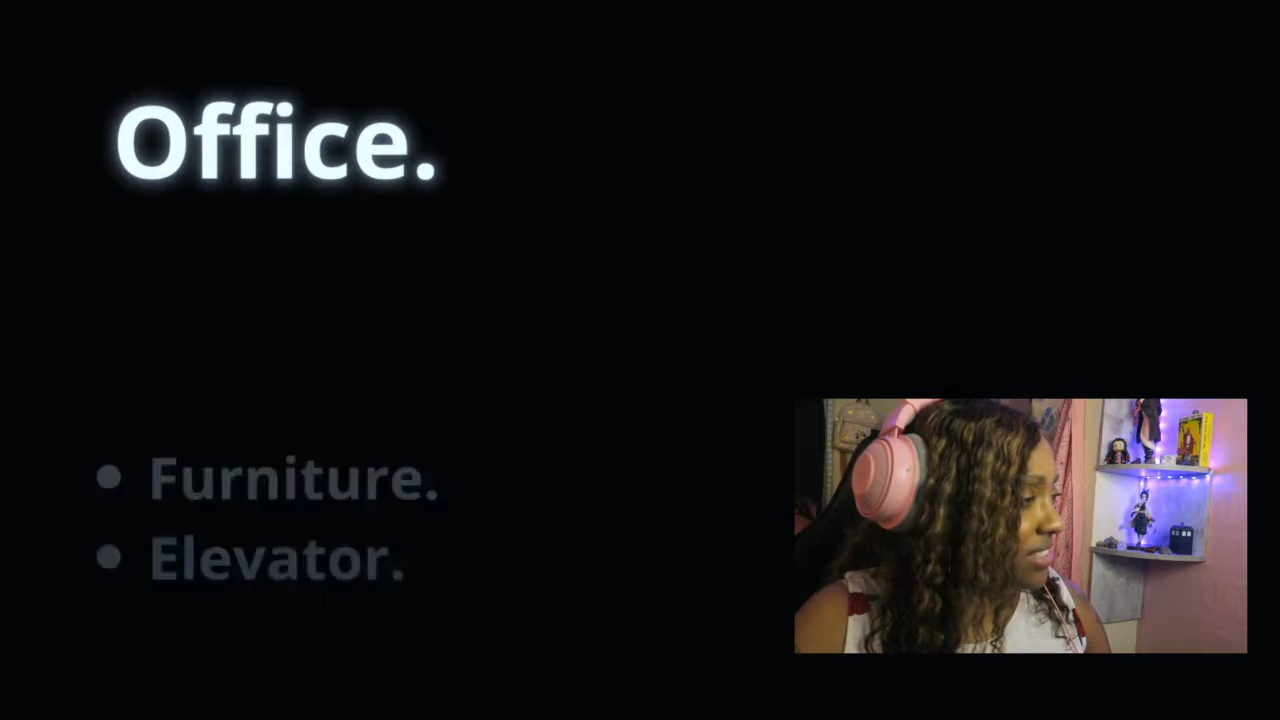 Office.
• Furniture.
• Elevator.